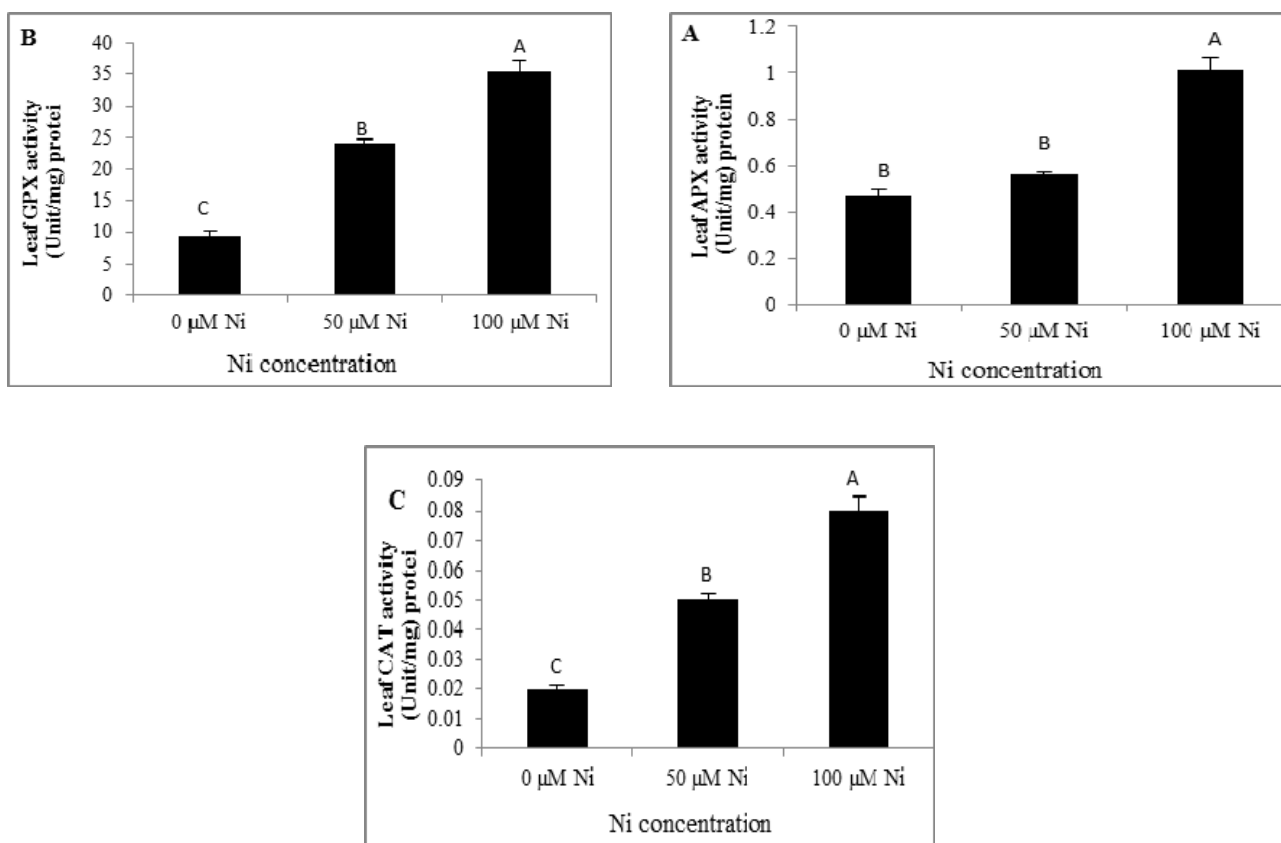 B
Leaf GPX activity
(Unit/mg) protei
40
35
30
25
20
15
10
5
0
C
B
A
0 µM Ni
50 µM Ni
100 µM Ni
Ni concentration
A
Leaf APX activity
(Unit/mg) protein
1.2
1
0.8
0.6
0.4
0.2
0
B
B
A
0 µM Ni
50 µM Ni
100 µM Ni
Ni concentration
C
Leaf CAT activity
(Unit/mg) protei
0.09
0.08
0.07
0.06
0.05
0.04
0.03
0.02
0.01
0
C
B
A
0 µM Ni
50 µM Ni
100 µM Ni
Ni concentration